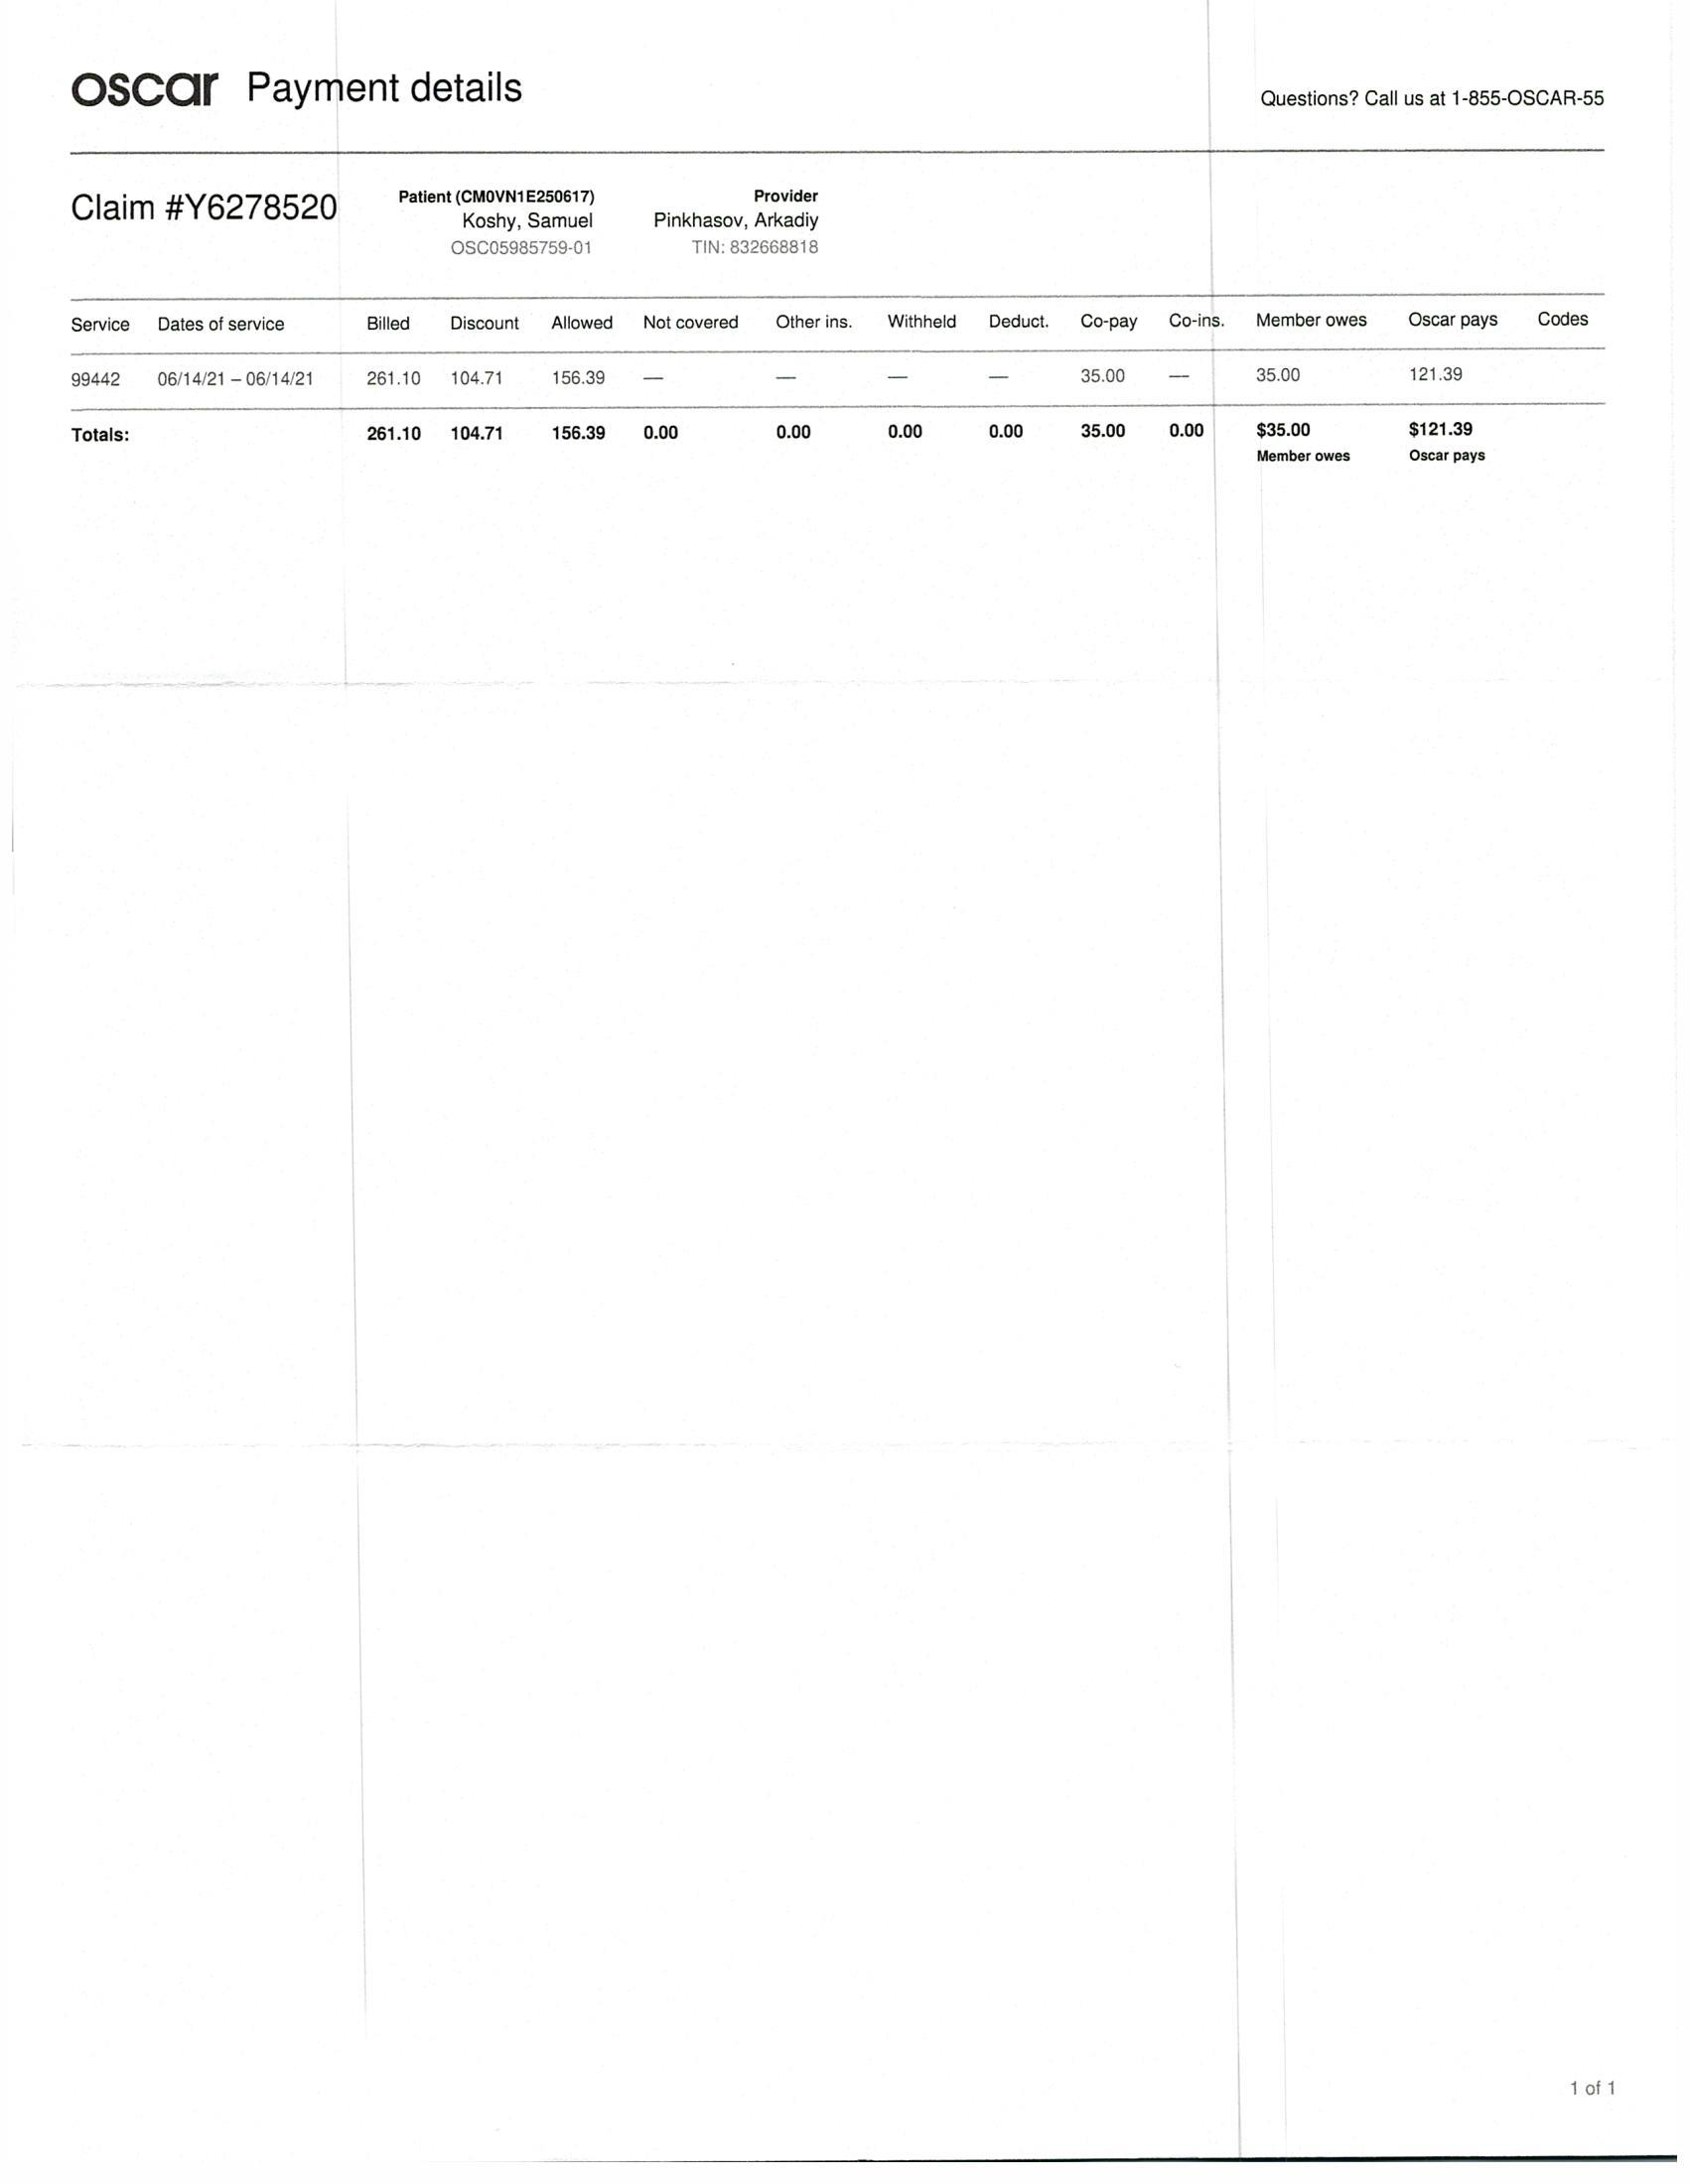 oscar Payment details
Questions? Call us at 1-855-OSCAR-55
Claim #Y6278520
Patient (CM0VN1E250617)
Koshy, Samuel
OSC05985759-01
Provider
Pinkhasov, Arkadiy
TIN: 832668818
Service Dates of service Billed Discount Allowed Not covered Other ins. Withheld Deduct. Co-pay Co-ins. Member owes Oscar pays Codes
99442 06/14/21 – 06/14/21 261.10 104.71 156.39 — — — — 35.00 — 35.00 121.39
Totals: 261.10 104.71 156.39 0.00 0.00 0.00 0.00 35.00 0.00 $35.00 $121.39
Member owes Oscar pays
1 of 1